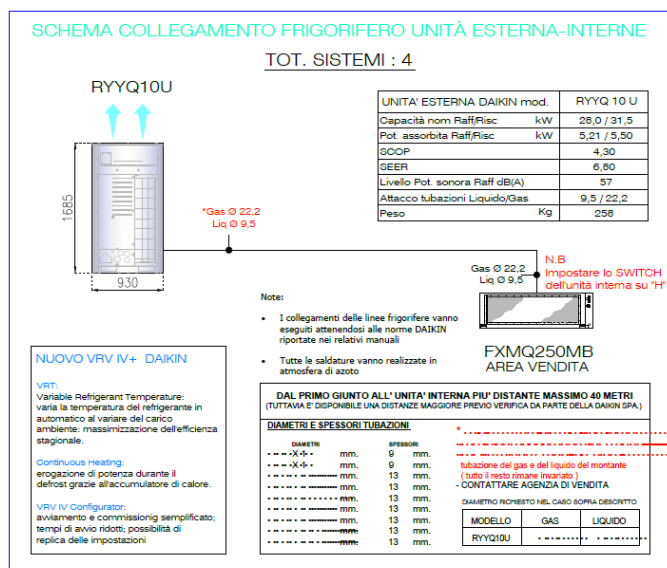 SCHEMA COLLEGAMENTO FRIGORIFERO UNITÀ ESTERNA-INTERNE
TOT. SISTEMI : 4
RYYQ10U
1685
930
*Gas Ø 22,2
Liq Ø 9,5
UNITA' ESTERNA DAIKIN mod. RYYQ 10 U
Capacità nom Raff/Risc kW 28,0 / 31,5
Pot. assorbita Raff/Risc kW 5,21 / 5,50
SCOP 4,30
SEER 6,80
Livello Pot. sonora Raff dB(A) 57
Attacco tubazioni Liquido/Gas 9,5 / 22,2
Peso Kg 258
Gas Ø 22,2
Liq Ø 9,5
N.B
Impostare lo SWITCH
dell'unità interna su "H"
FXMQ250MB
AREA VENDITA
Note:
• I collegamenti delle linee frigorifere vanno
eseguiti attenendosi alle norme DAIKIN
riportate nei relativi manuali
• Tutte le saldature vanno realizzate in
atmosfera di azoto
NUOVO VRV IV+ DAIKIN
VRT:
Variable Refrigerant Temperature:
varia la temperatura del refrigerante in
automatico al variare del carico
ambiente: massimizzazione dell'efficienza
stagionale.
Continuous Heating:
erogazione di potenza durante il
defrost grazie all'accumulatore di calore.
VRV IV Configurator:
avviamento e commissionig semplificato;
tempi di avvio ridotti; possibilità di
replica delle impostazioni
DAL PRIMO GIUNTO ALL' UNITA' INTERNA PIU' DISTANTE MASSIMO 40 METRI
(TUTTAVIA E' DISPONIBILE UNA DISTANZE MAGGIORE PREVIO VERIFICA DA PARTE DELLA DAIKIN SPA.)
DIAMETRI E SPESSORI TUBAZIONI
DIAMETRI SPESSORI
mm. 9 mm.
mm. 9 mm.
mm. 13 mm.
mm. 13 mm.
mm. 13 mm.
mm. 13 mm.
mm. 13 mm.
mm. 13 mm.
mm. 13 mm.
mm. 13 mm.
*
tubazione del gas e del liquido del montante
( tutto il resto rimane invariato )
- CONTATTARE AGENZIA DI VENDITA
DIAMETRO RICHIESTO NEL CASO SOPRA DESCRITTO
MODELLO GAS LIQUIDO
RYYQ10U